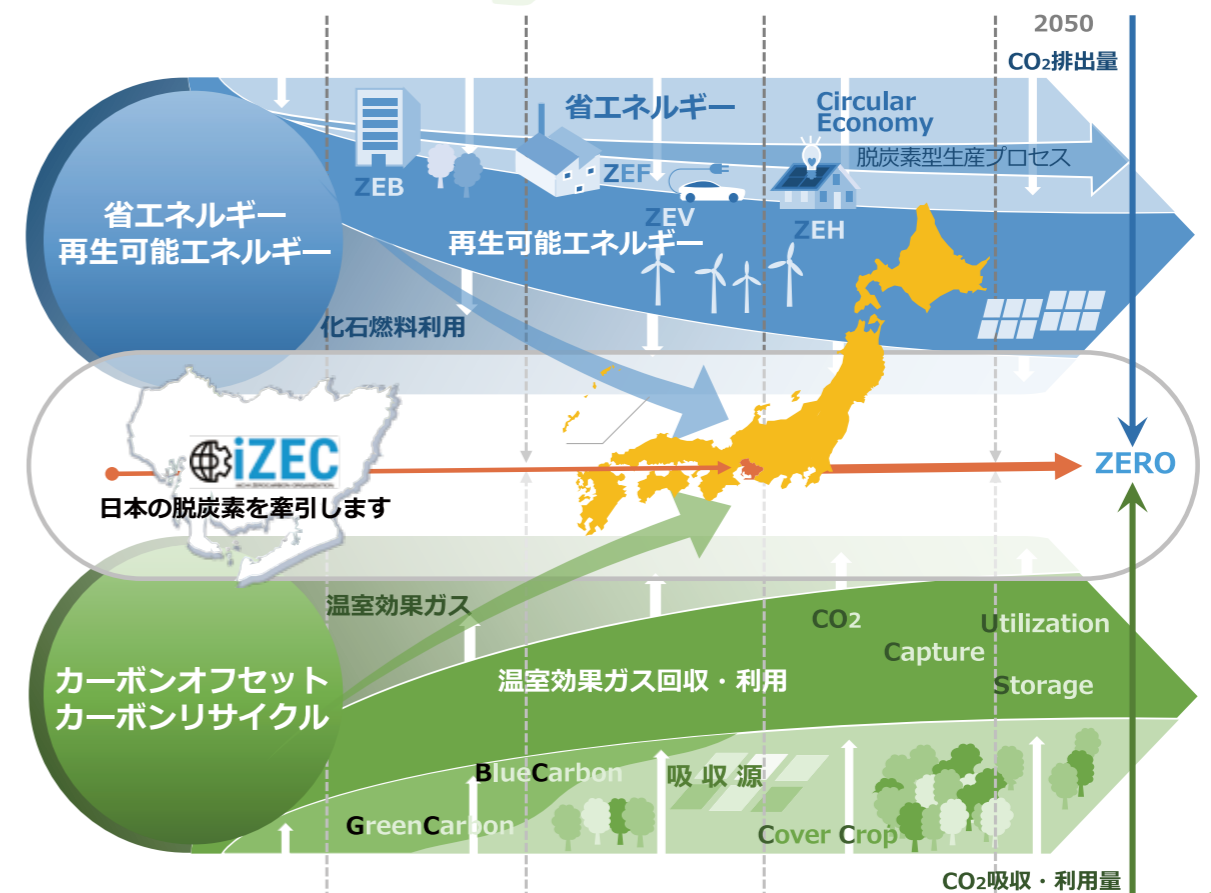 2050
CO2排出量
省エネルギー
Circular
Economy
脱炭素型生産プロセス
ZEB
ZEF
ZEV
ZEH
省エネルギー
再生可能エネルギー
再生可能エネルギー
化石燃料利用
iZEC
ZERO
日本の脱炭素を牽引します
温室効果ガス
CO2
Utilization
Capture
Storage
カーボンオフセット
カーボンリサイクル
温室効果ガス回収・利用
BlueCarbon
吸収源
GreenCarbon
Cover Crop
CO2吸収・利用量